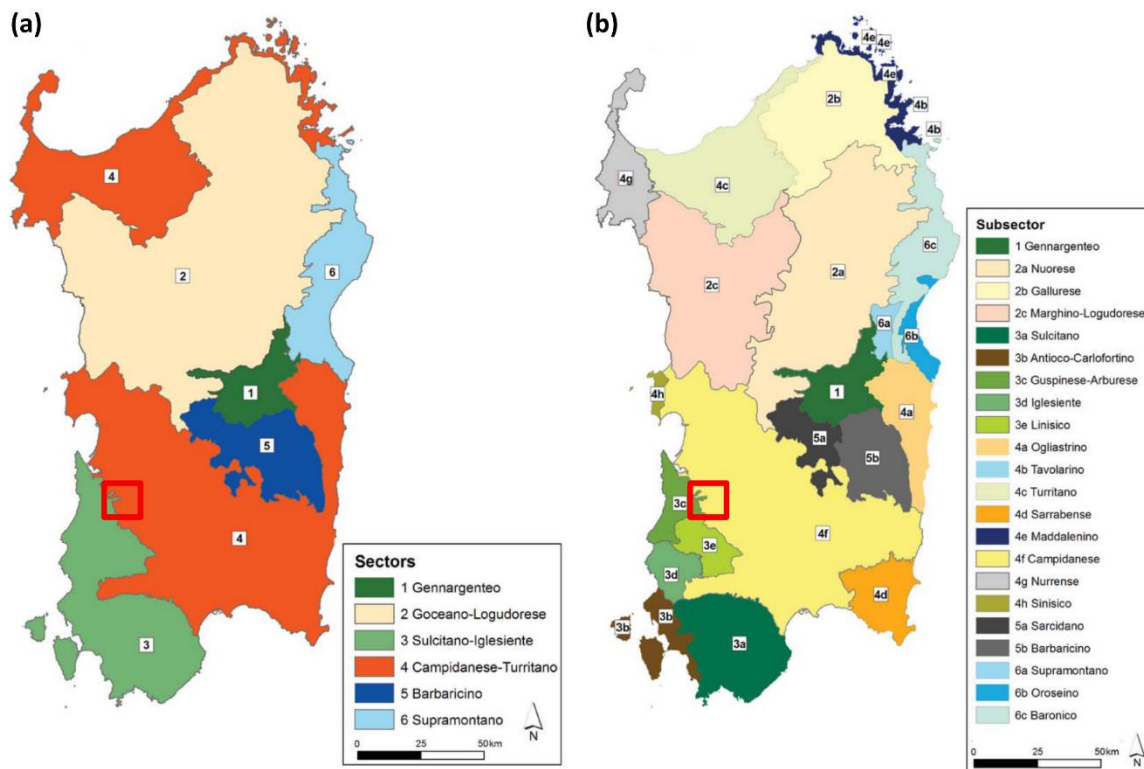 (a)
4
2
6
1
5
4
3
Sectors
1 Gennargenteo
2 Goceano-Logudorese
3 Sulcitano-Iglesiente
4 Campidanese-Turritano
5 Barbaricino
6 Supramontano
N
0 25 50km
(b)
4e
4e
4e
2b
4b
4b
4g
4c
6c
2a
2c
6a
6b
1
4h
4a
5a
5b
3c
4f
3e
3d
4d
3b
3b
3a
Subsector
1 Gennargenteo
2a Nuorese
2b Gallurese
2c Marghino-Logudorese
3a Sulcitano
3b Antioco-Carlofortino
3c Guspinese-Arburese
3d Iglesiente
3e Linisico
4a Ogliastrino
4b Tavolarino
4c Turritano
4d Sarrabense
4e Maddalenino
4f Campidanese
4g Nurrense
4h Sinisico
5a Sarcidano
5b Barbaricino
6a Supramontano
6b Oroseino
6c Baronico
N
0 25 50km